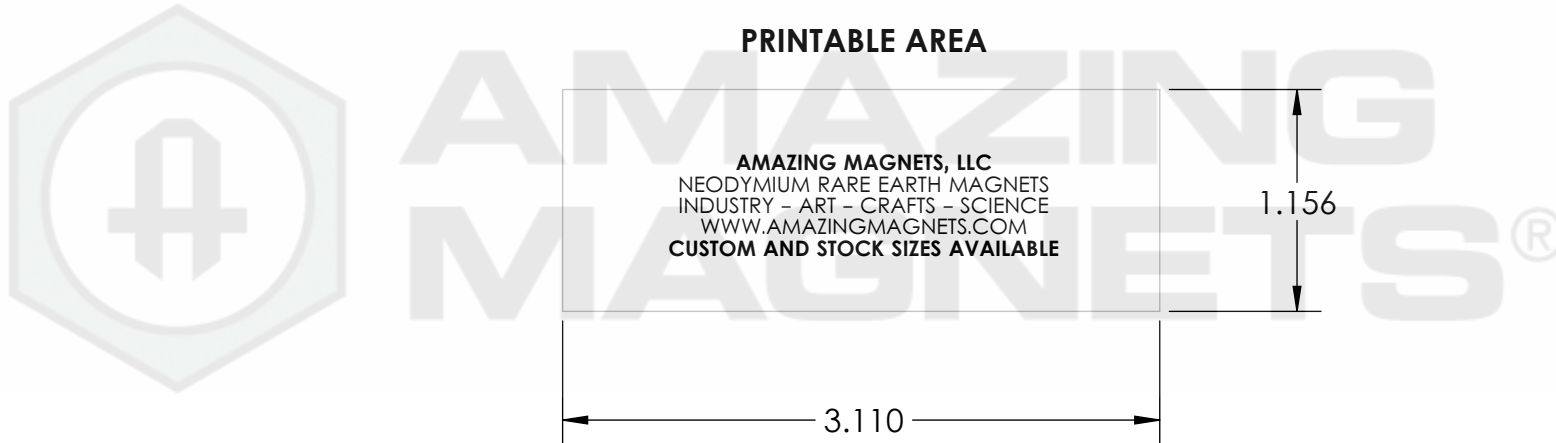 PRINTABLE AREA
AMAZING
MAGNETS®
AMAZING MAGNETS, LLC
NEODYMIUM RARE EARTH MAGNETS
INDUSTRY – ART – CRAFTS – SCIENCE
WWW.AMAZINGMAGNETS.COM
CUSTOM AND STOCK SIZES AVAILABLE
1.156
3.110